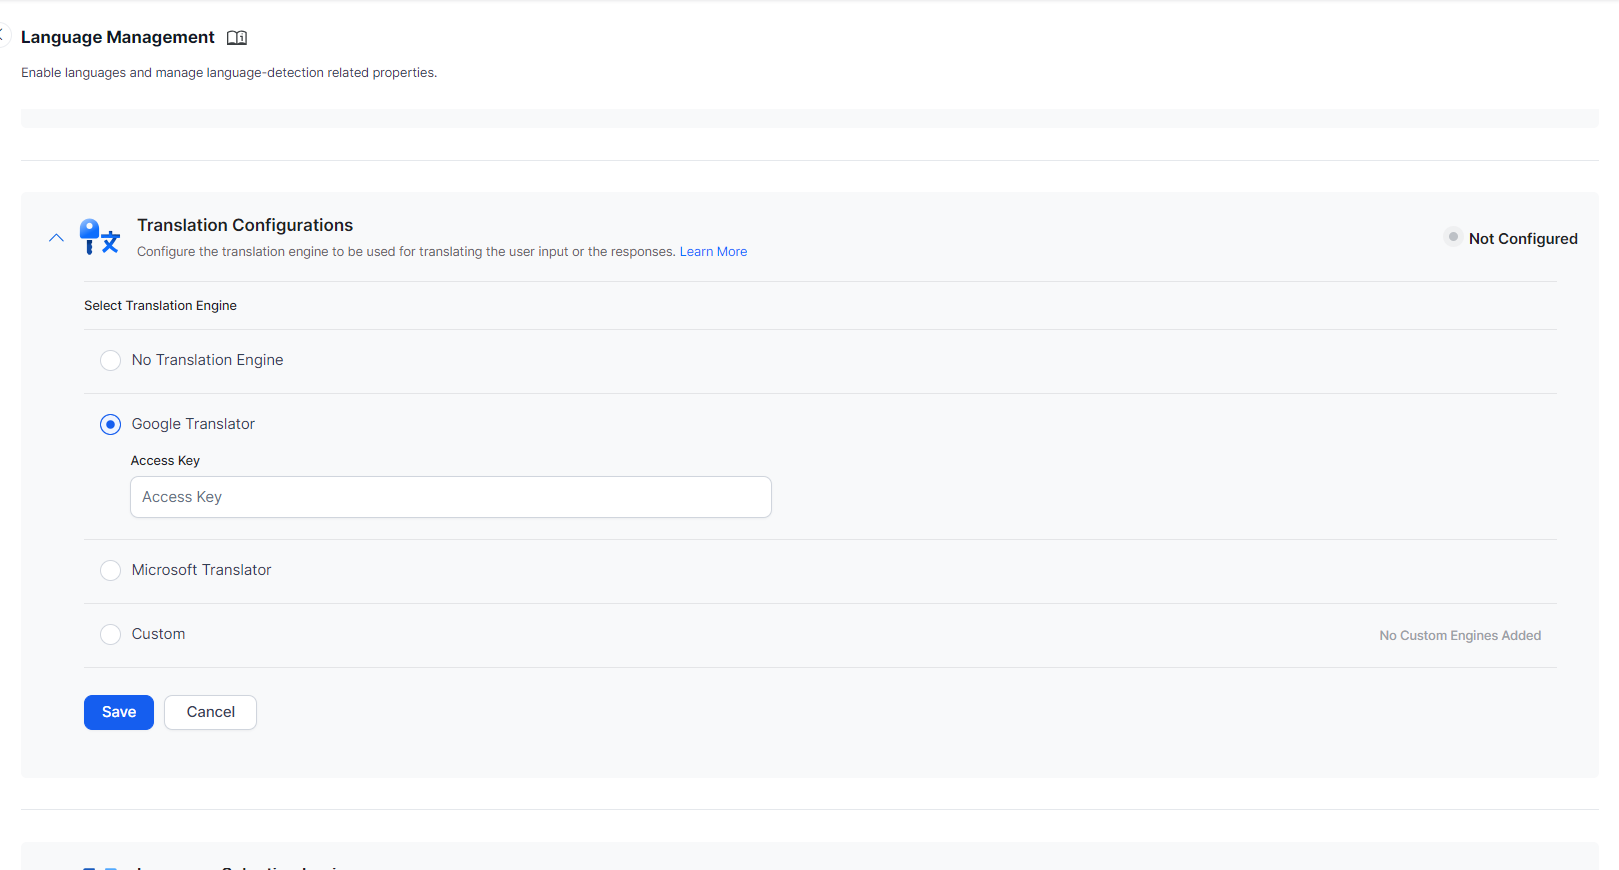 Language Management
Enable languages and manage language-detection related properties.
Translation Configurations
Configure the translation engine to be used for translating the user input or the responses. Learn More
Not Configured
Select Translation Engine
No Translation Engine
Google Translator
Access Key
Access Key
Microsoft Translator
Custom
No Custom Engines Added
Save
Cancel